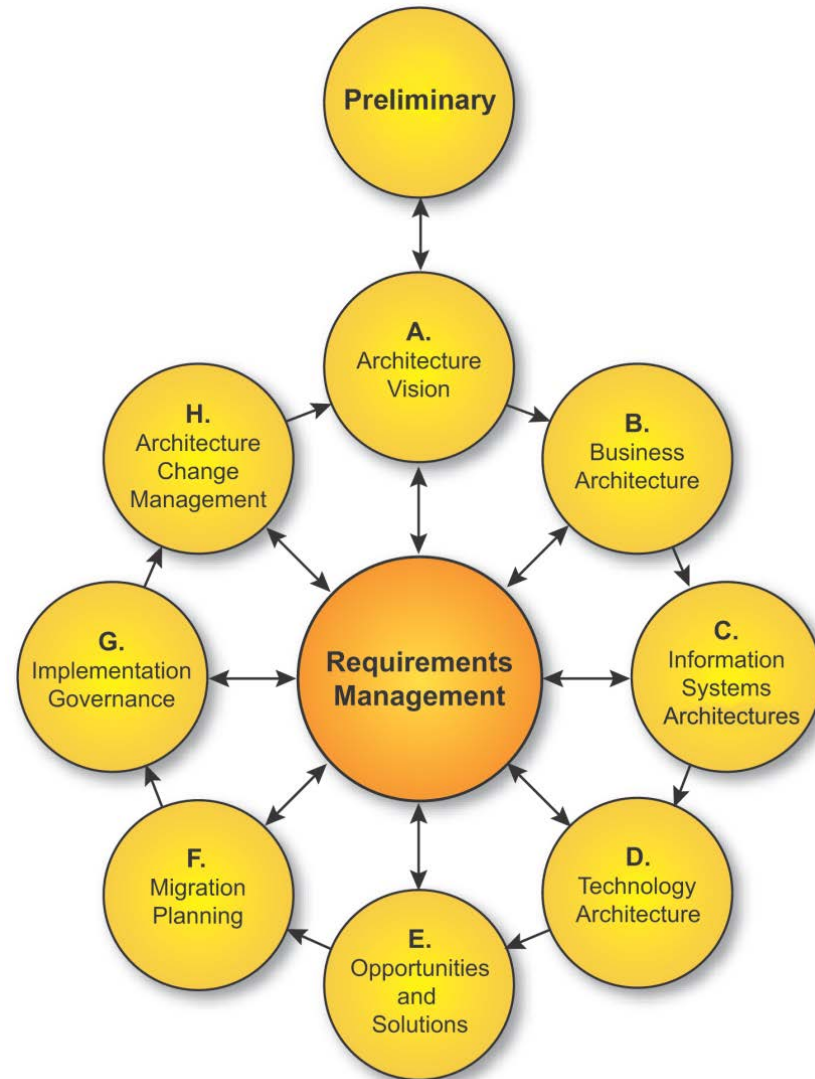 Preliminary
A.
Architecture
Vision
B.
Business
Architecture
C.
Information
Systems
Architectures
D.
Technology
Architecture
E.
Opportunities
and
Solutions
F.
Migration
Planning
G.
Implementation
Governance
H.
Architecture
Change
Management
Requirements
Management